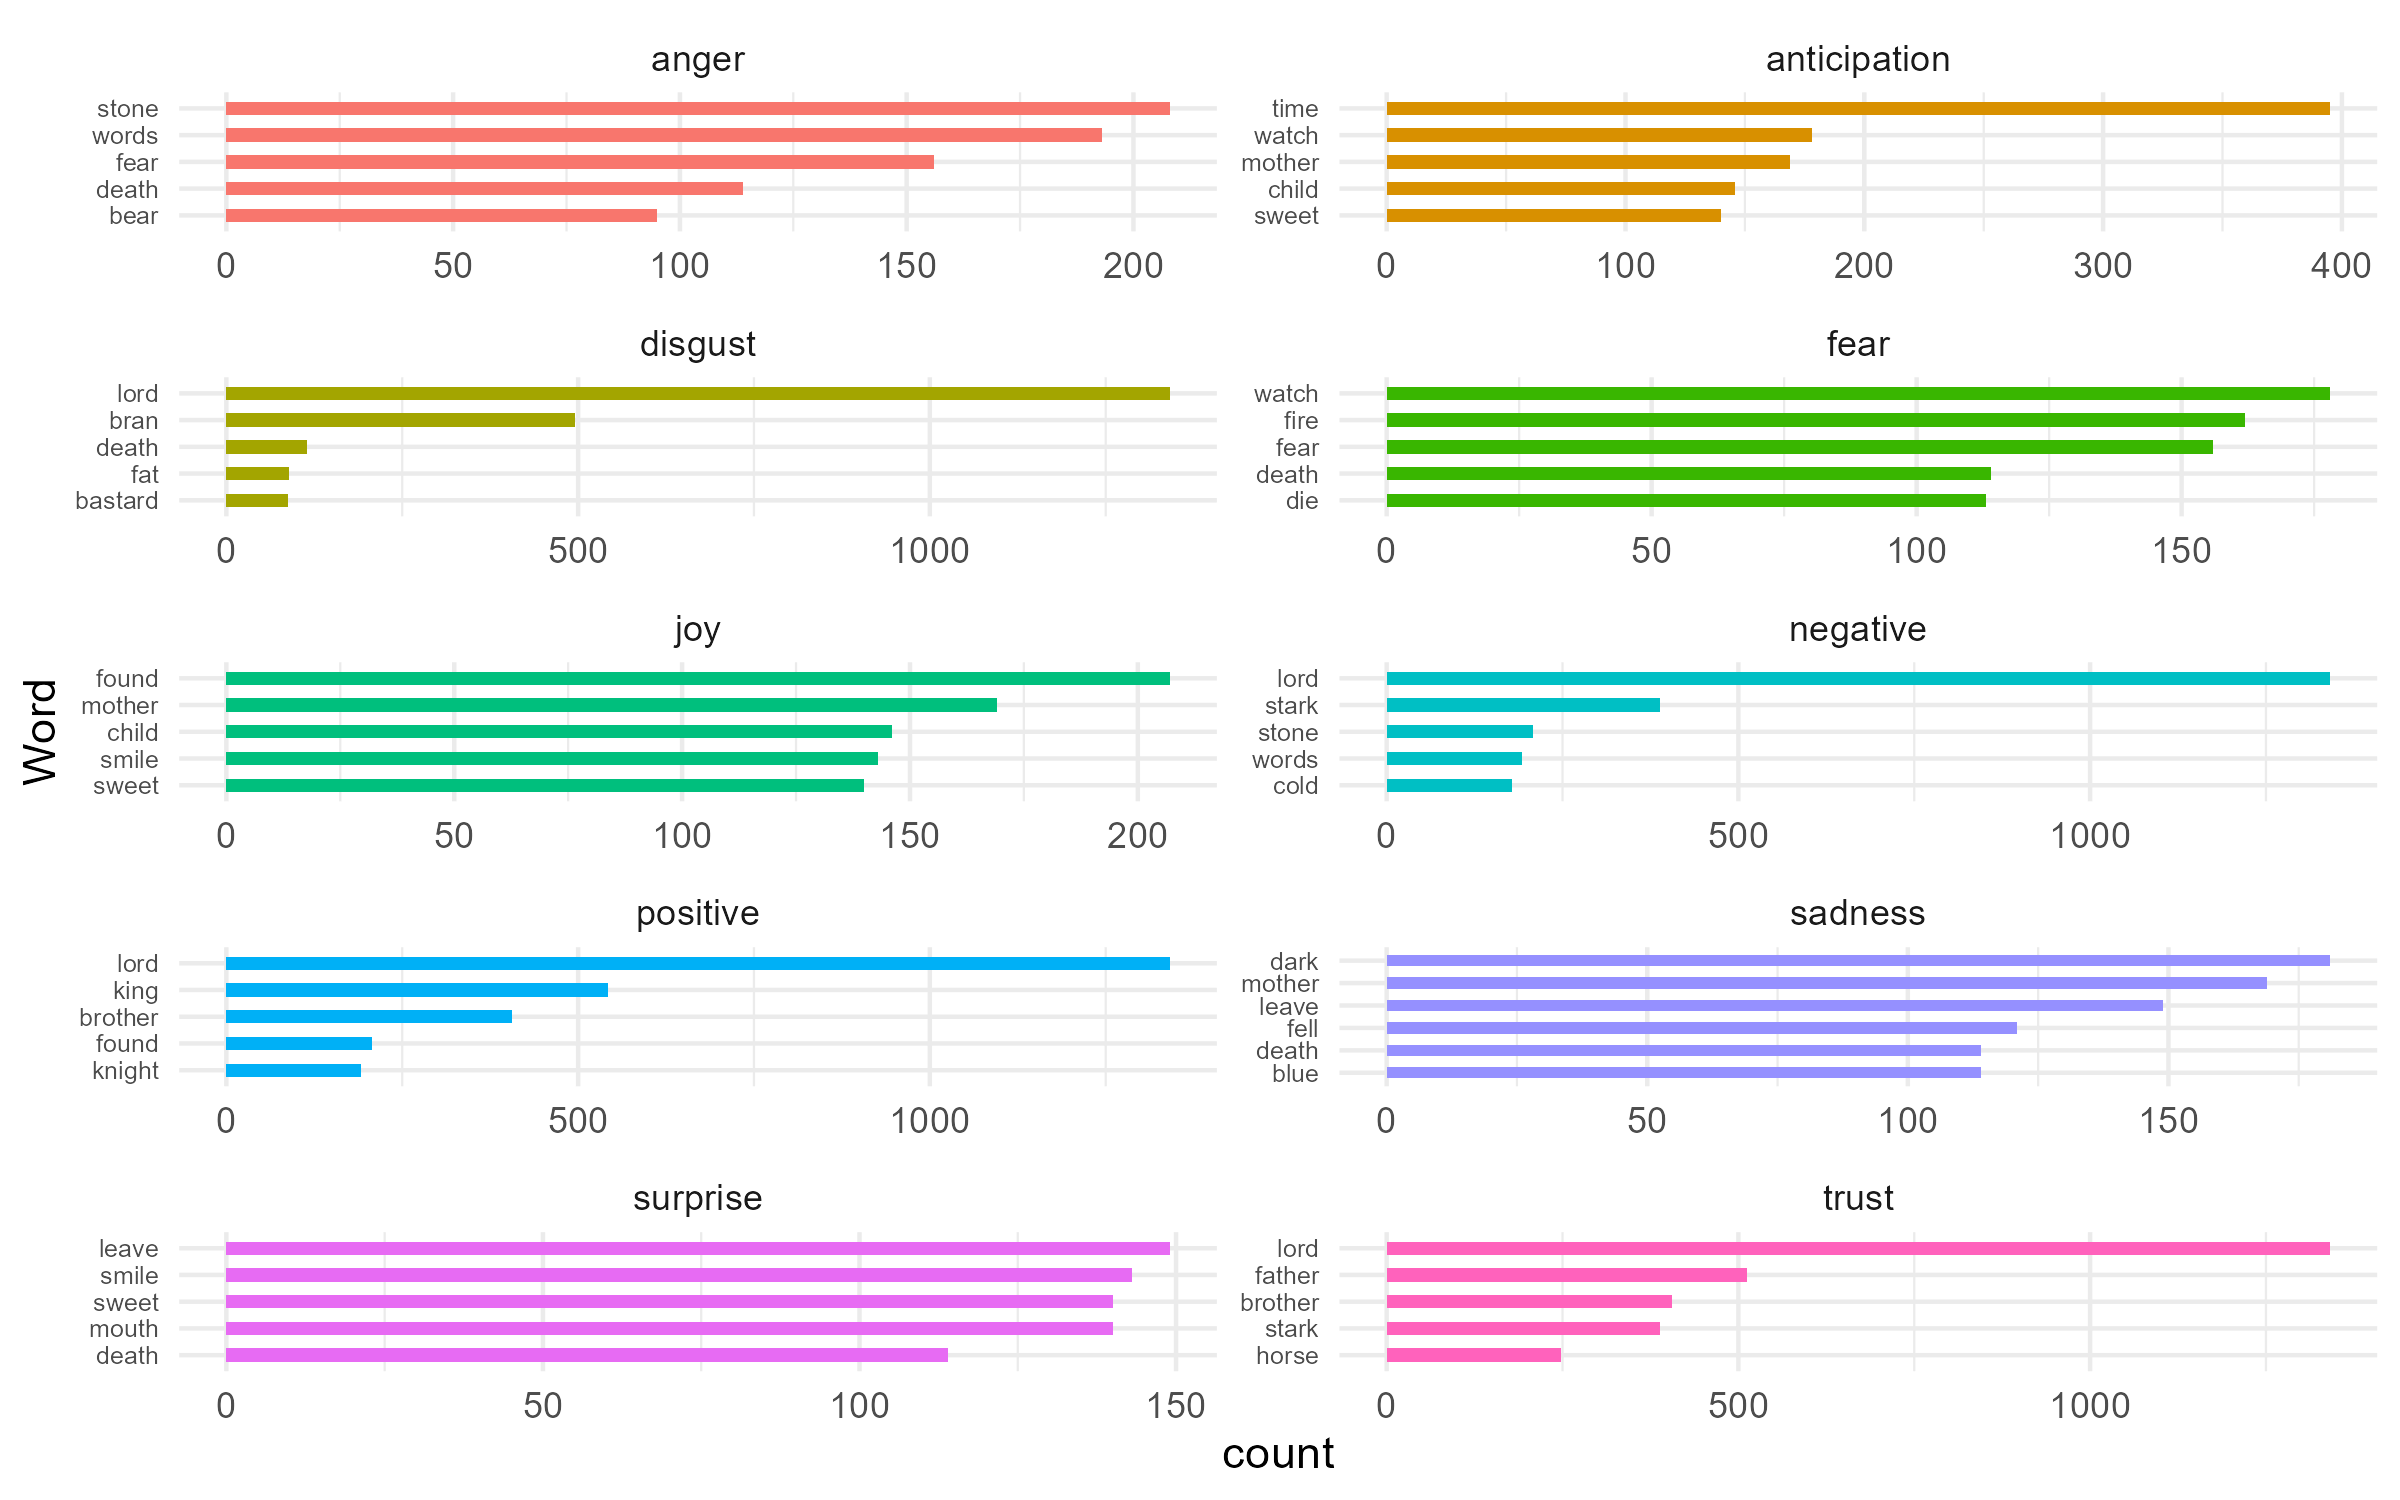 anger
stone
words
fear
death
bear
0 50 100 150 200
anticipation
time
watch
mother
child
sweet
0 100 200 300 400
disgust
lord
bran
death
fat
bastard
0 500 1000
fear
watch
fire
fear
death
die
0 50 100 150
Word
joy
found
mother
child
smile
sweet
0 50 100 150 200
negative
lord
stark
stone
words
cold
0 500 1000
positive
lord
king
brother
found
knight
0 500 1000
sadness
dark
mother
leave
fell
death
blue
0 50 100 150
surprise
leave
smile
sweet
mouth
death
0 50 100 150
trust
lord
father
brother
stark
horse
0 500 1000
count